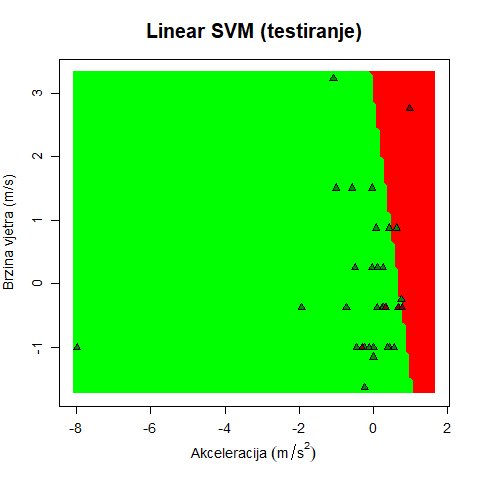 Linear SVM (testiranje)
Brzina vjetra (m/s)
3
2
1
0
-1
-8 -6 -4 -2 0 2
Akceleracija (m/s²)